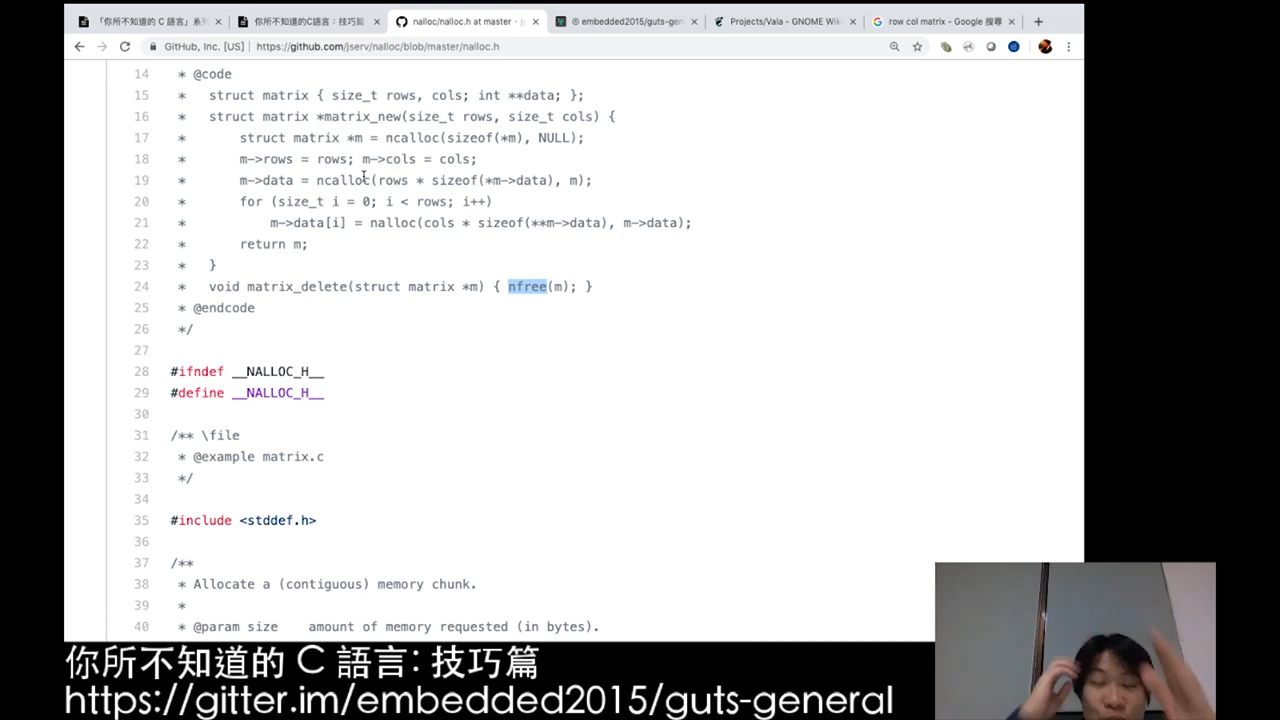 「你所不知道的 C 語言」系列
你所不知道的C語言：技巧篇
nalloc/nalloc.h at master · js
embedded2015/guts-gen
Projects/Vala - GNOME Wiki
row col matrix - Google 搜尋
GitHub, Inc. [US] | https://github.com/jserv/nalloc/blob/master/nalloc.h
14 * @code
15 *   struct matrix { size_t rows, cols; int **data; };
16 *   struct matrix *matrix_new(size_t rows, size_t cols) {
17 *       struct matrix *m = ncalloc(sizeof(*m), NULL);
18 *       m->rows = rows; m->cols = cols;
19 *       m->data = ncalloc(rows * sizeof(*m->data), m);
20 *       for (size_t i = 0; i < rows; i++)
21 *           m->data[i] = nalloc(cols * sizeof(**m->data), m->data);
22 *       return m;
23 *   }
24 *   void matrix_delete(struct matrix *m) { nfree(m); }
25 * @endcode
26 */
27
28 #ifndef __NALLOC_H__
29 #define __NALLOC_H__
30
31 /** \file
32 * @example matrix.c
33 */
34
35 #include <stddef.h>
36
37 /**
38 * Allocate a (contiguous) memory chunk.
39 *
40 * @param size    amount of memory requested (in bytes).
你所不知道的 C 語言: 技巧篇
https://gitter.im/embedded2015/guts-general